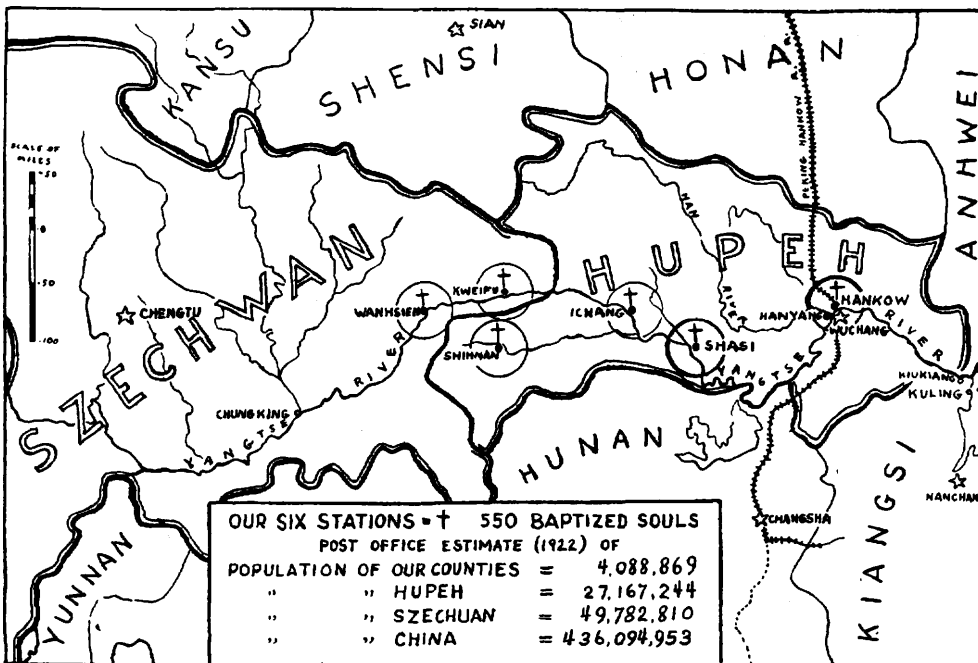 KANSU
SIAN
SHENSI
HONAN
ANHWEI
SCALE OF MILES
50
0
50
100
PEKING HANKOW R. R.
HAN RIVER
SZECHWAN
HUPEH
CHENGTU
WANHSIEN
KWEIFU
SHIHNAN
ICHANG
SHASI
HANKOW
HANYANG
WUCHANG
YANGTSE RIVER
KIUKIANG
KULING
CHUNGKING
YANGTSE RIVER
HUNAN
KIANGSI
NANCHANG
CHANGSHA
YUNNAN
OUR SIX STATIONS = † 550 BAPTIZED SOULS
POST OFFICE ESTIMATE (1922) OF
POPULATION OF OUR COUNTIES = 4,088,869
" " HUPEH = 27,167,244
" " SZECHUAN = 49,782,810
" " CHINA = 436,094,953